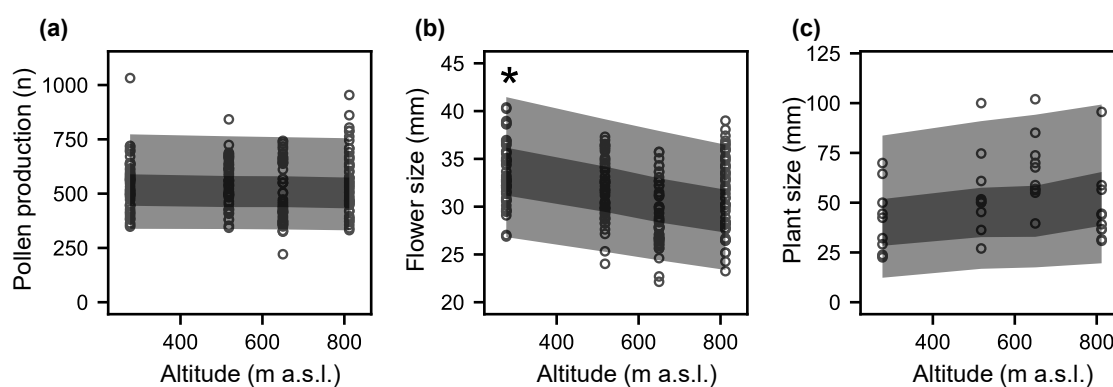 (a)
Pollen production (n)
1000
750
500
250
0
400 600 800
Altitude (m a.s.l.)
(b)
Flower size (mm)
45
40
35
30
25
20
*
400 600 800
Altitude (m a.s.l.)
(c)
Plant size (mm)
125
100
75
50
25
0
400 600 800
Altitude (m a.s.l.)